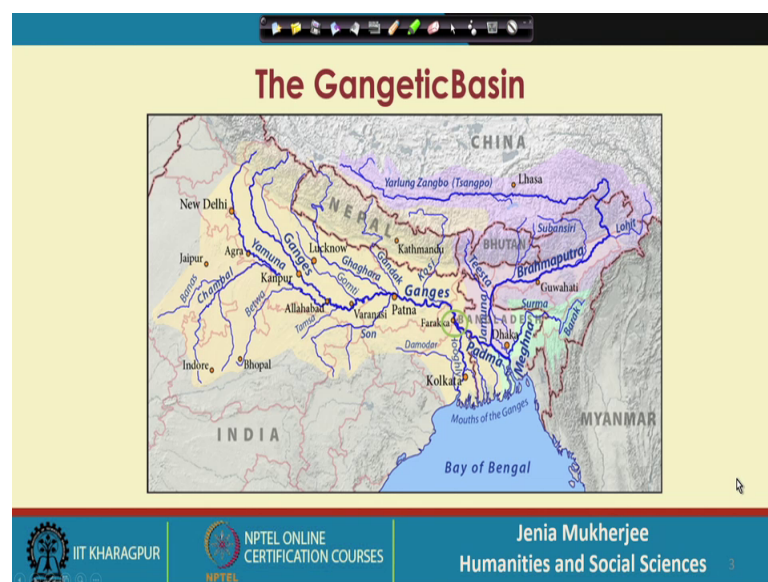 The GangeticBasin
CHINA
Lhasa
Yarlung Zangbo (Tsangpo)
New Delhi
NEPAL
Subansiri
Lohit
BHUTAN
Agra
Yamuna
Ganges
Lucknow
Kathmandu
Brahmaputra
Jaipur
Ghaghara
Gandak
Kosi
Teesta
Guwahati
Banas
Chambal
Kanpur
Gomti
Ganges
Surma
Barak
Betwa
Allahabad
Varanasi
Patna
Farakka
BANGLADESH
Jamuna
Tamsa
Son
Dhaka
Indore
Bhopal
Damodar
Hooghly
Padma
Meghna
Kolkata
Mouths of the Ganges
INDIA
MYANMAR
Bay of Bengal
IIT KHARAGPUR
NPTEL
NPTEL ONLINE
CERTIFICATION COURSES
Jenia Mukherjee
Humanities and Social Sciences
3